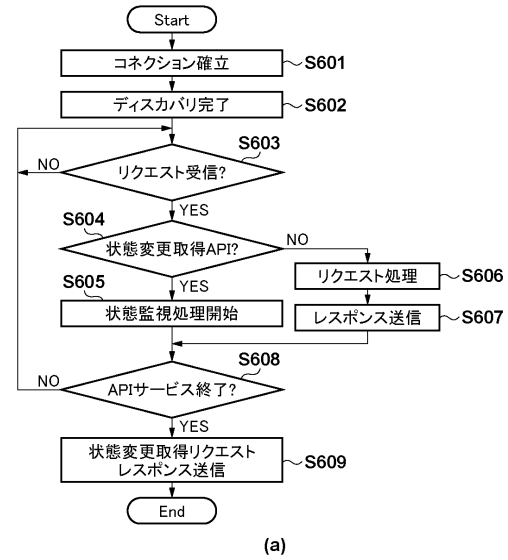 Start
コネクション確立
S601
ディスカバリ完了
S602
S603
リクエスト受信?
NO
YES
S604
状態変更取得API?
NO
YES
S605
状態監視処理開始
リクエスト処理
S606
レスポンス送信
S607
S608
APIサービス終了?
NO
YES
状態変更取得リクエスト
レスポンス送信
S609
End
(a)